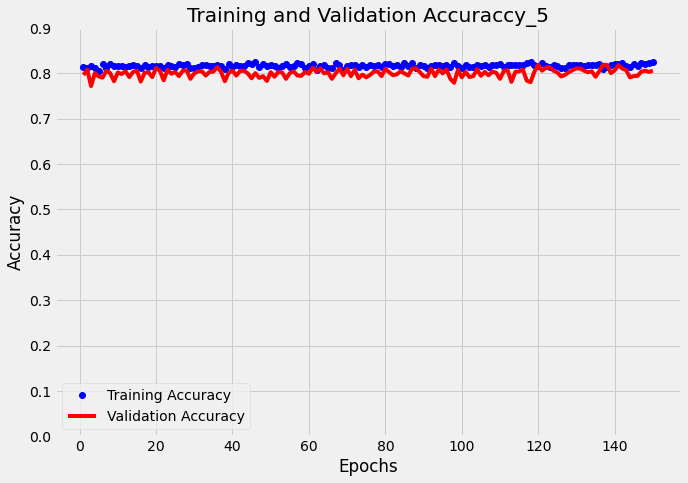 Training and Validation Accuraccy_5
0.9
0.8
0.7
0.6
0.5
0.4
0.3
0.2
0.1
0.0
Accuracy
Training Accuracy
Validation Accuracy
0 20 40 60 80 100 120 140
Epochs